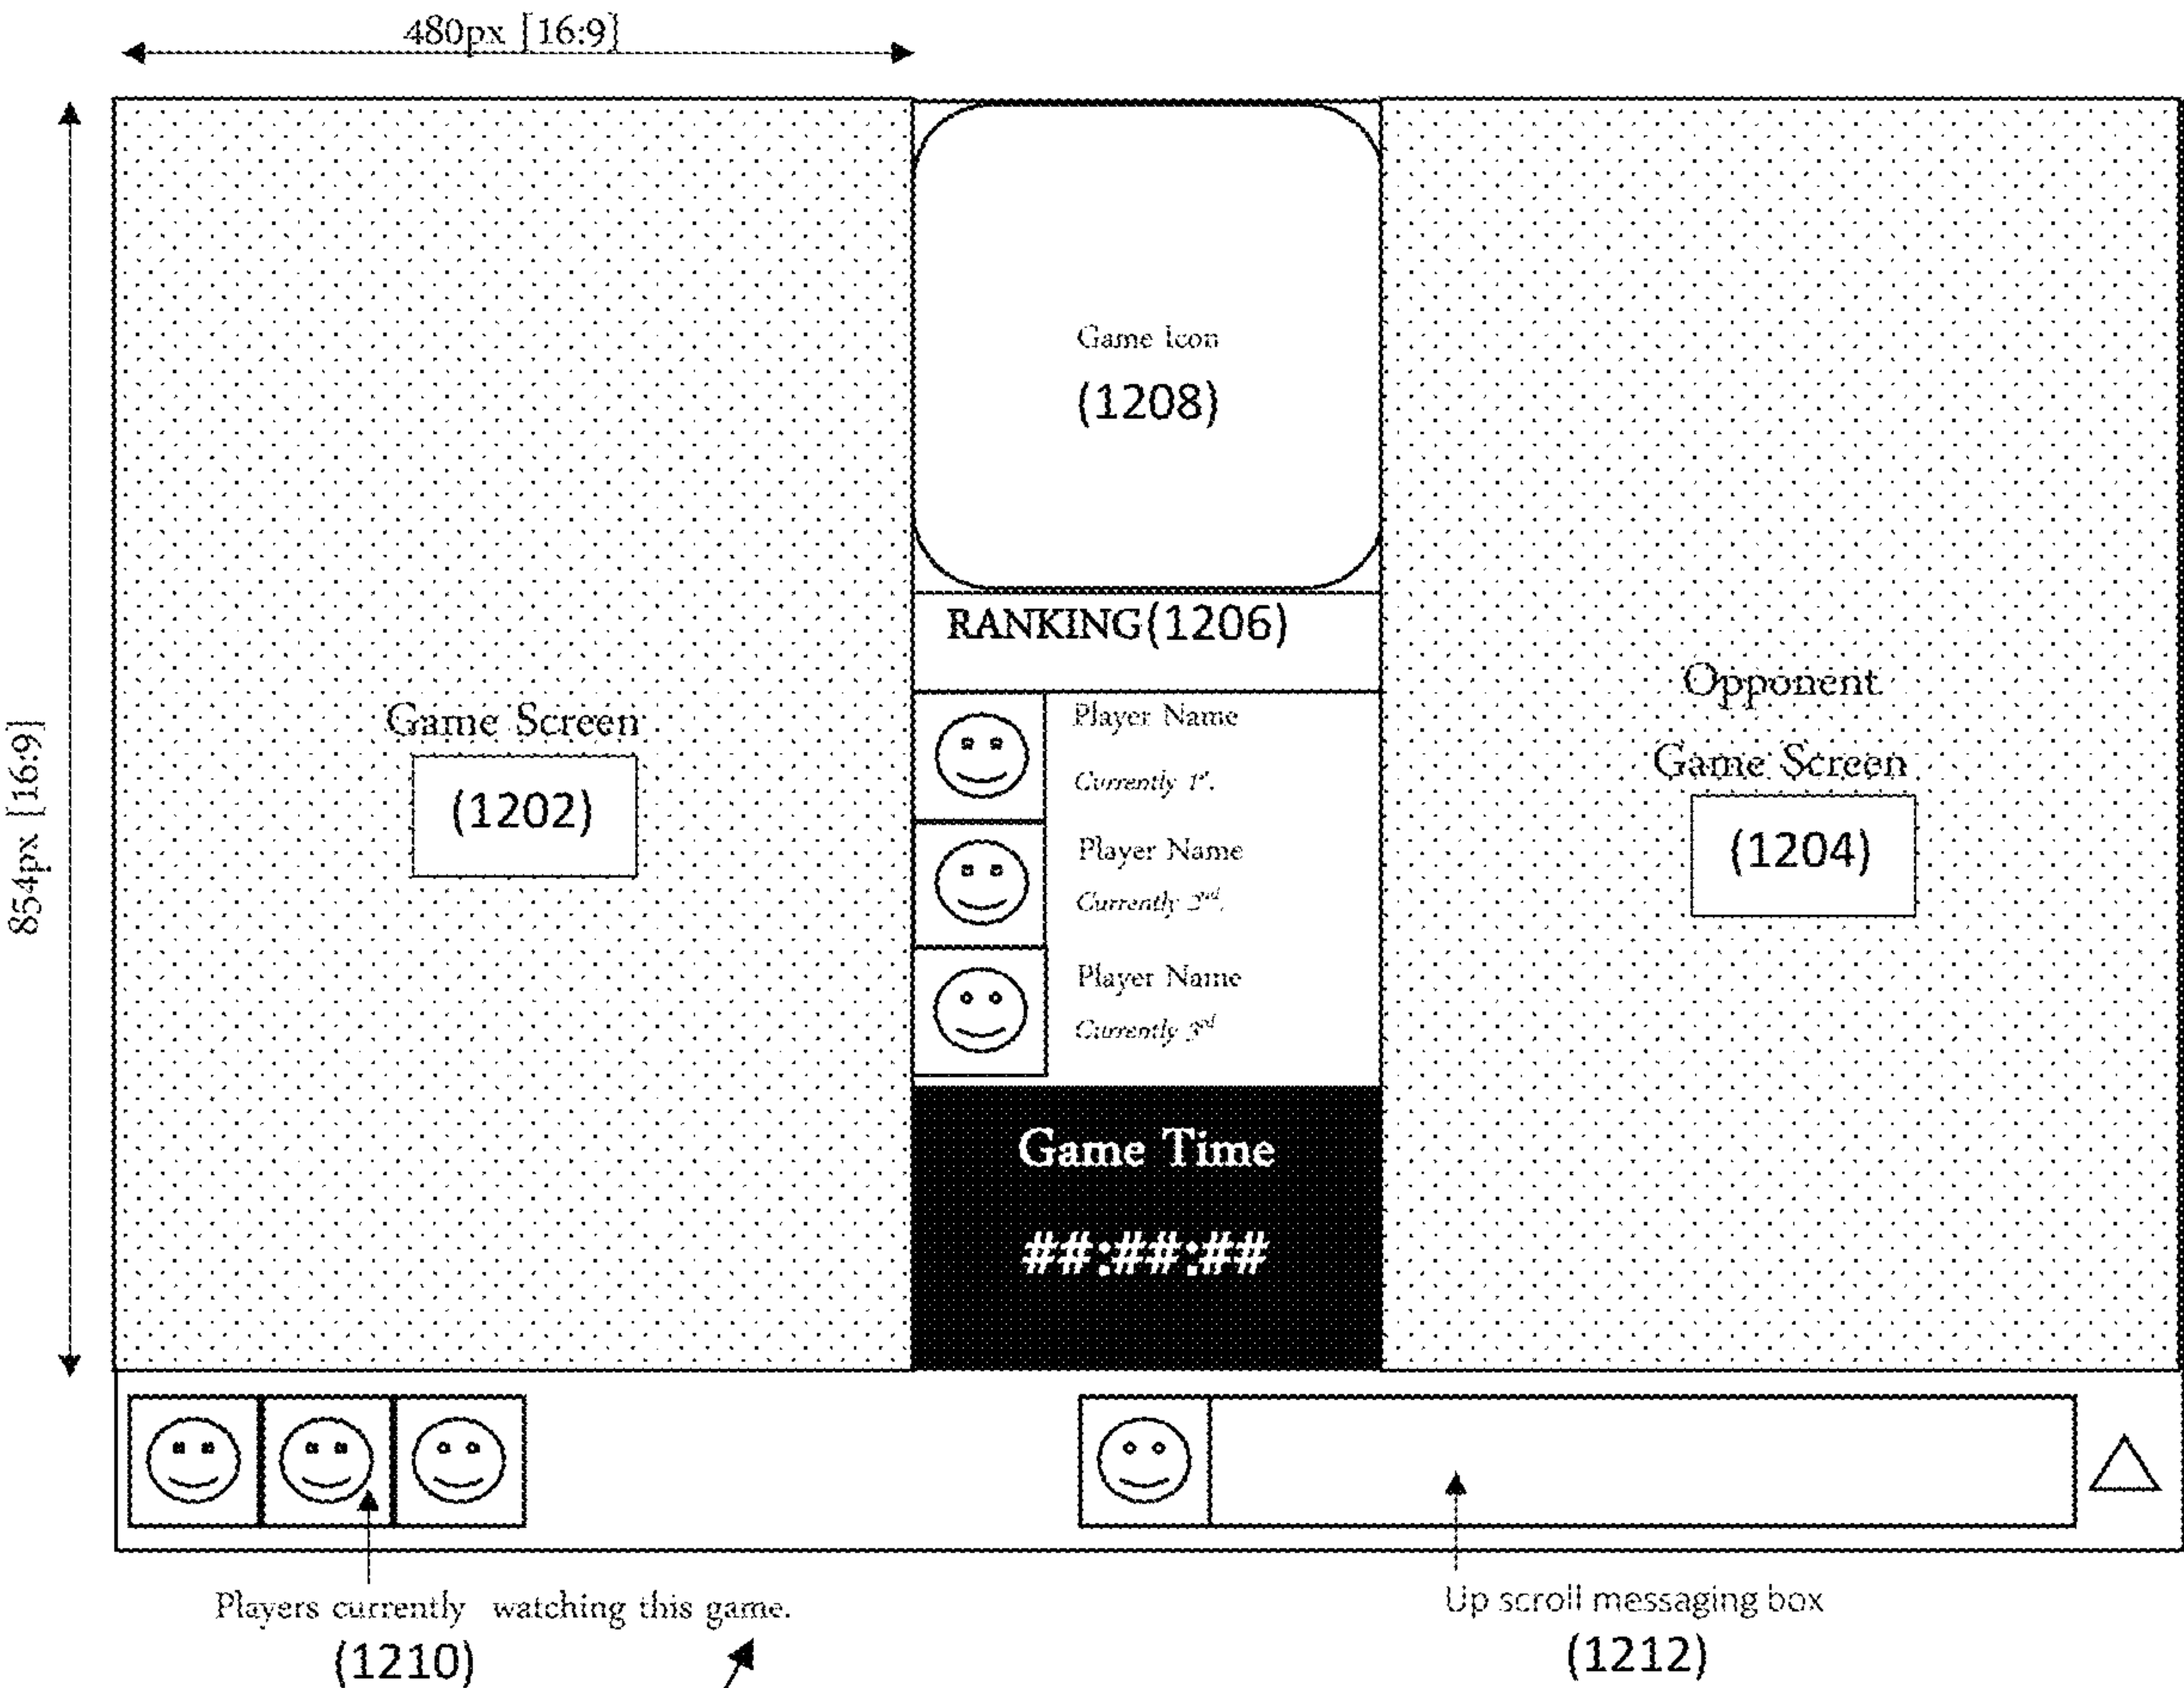 480px [16:9]
854px [16:9]
Game Icon
(1208)
RANKING(1206)
Game Screen
(1202)
Player Name
Currently 1st.
Player Name
Currently 2nd.
Player Name
Currently 3rd
Opponent
Game Screen
(1204)
Game Time
##:##:##
Players currently watching this game.
(1210)
Up scroll messaging box
(1212)